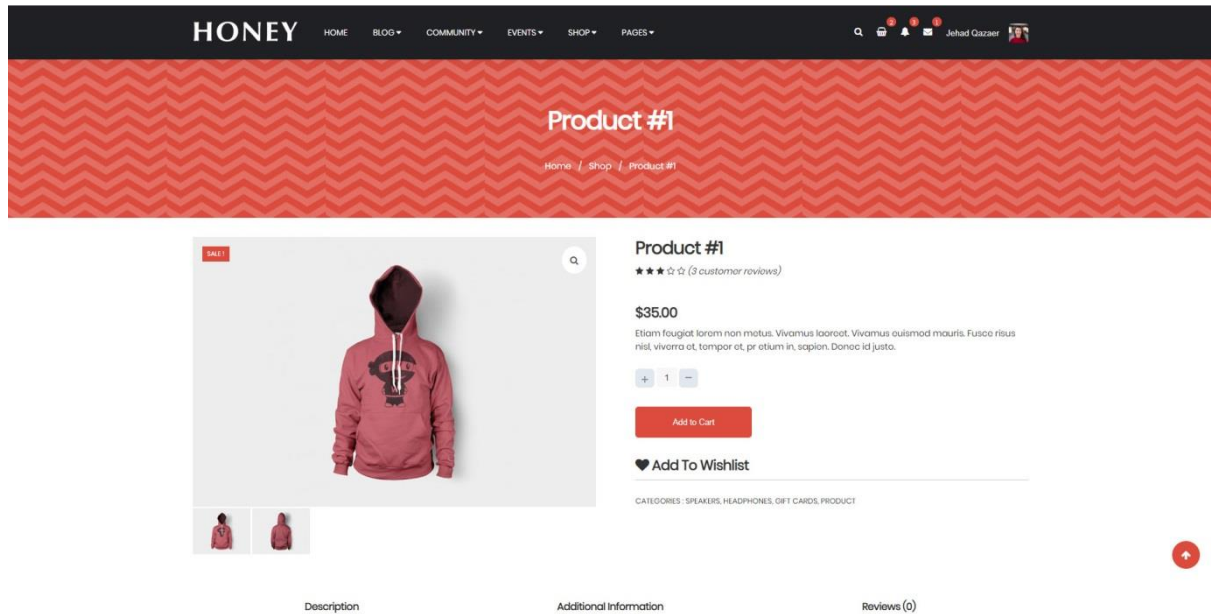 HONEY HOME BLOG COMMUNITY EVENTS SHOP PAGES 2 3 1 Jehad Qazaer
Product #1
Home / Shop / Product #1
SALE !
Product #1
(3 customer reviews)
$35.00
Etiam feugiat lorem non metus. Vivamus laoreet. Vivamus euismod mauris. Fusce risus
nisl, viverra et, tempor et, pr etium in, sapien. Donec id justo.
+ 1 −
Add to Cart
Add To Wishlist
CATEGORIES : SPEAKERS, HEADPHONES, GIFT CARDS, PRODUCT
Description Additional Information Reviews (0)